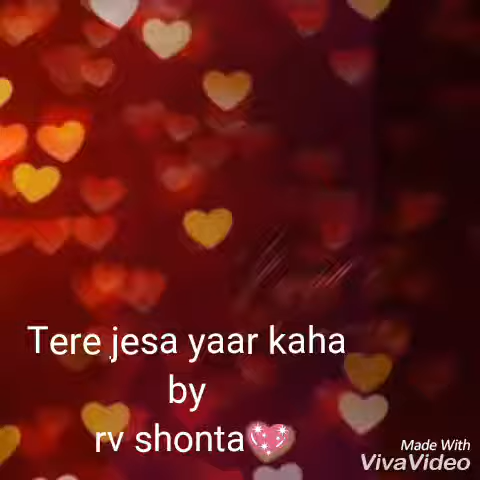 Tere jesa yaar kaha
by
rv shonta💖
Made With
VivaVideo